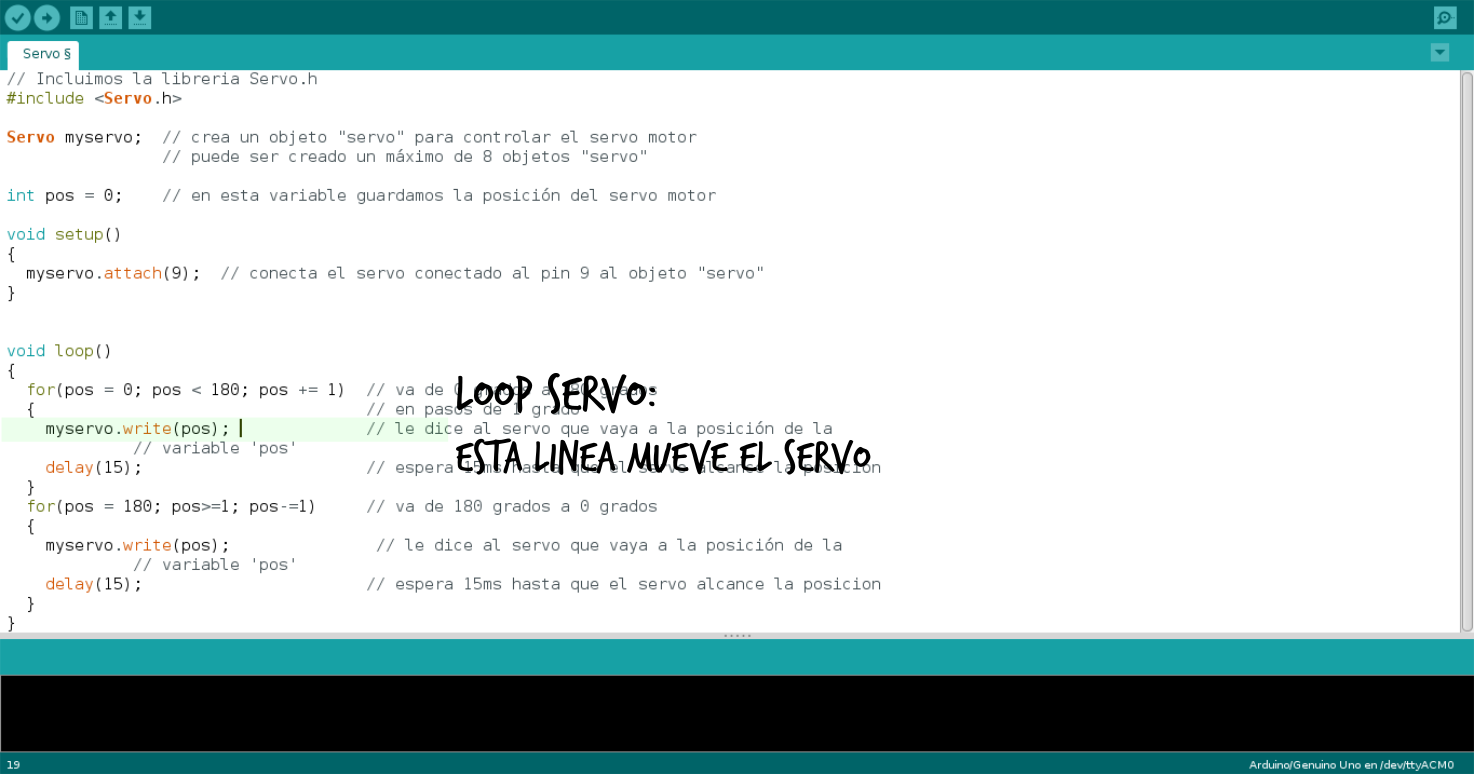 Servo §
// Incluimos la libreria Servo.h
#include <Servo.h>
Servo myservo;  // crea un objeto "servo" para controlar el servo motor
// puede ser creado un máximo de 8 objetos "servo"
int pos = 0;    // en esta variable guardamos la posición del servo motor
void setup()
{
myservo.attach(9);  // conecta el servo conectado al pin 9 al objeto "servo"
}
void loop()
{
for(pos = 0; pos < 180; pos += 1)  // va de 0 grados a 180 grados
LOOP SERVO:
{                                  // en pasos de 1 grado
myservo.write(pos);              // le dice al servo que vaya a la posición de la
// variable 'pos'
ESTA LINEA MUEVE EL SERVO
delay(15);                       // espera 15ms hasta que el servo alcance la posicion
}
for(pos = 180; pos>=1; pos-=1)     // va de 180 grados a 0 grados
{
myservo.write(pos);               // le dice al servo que vaya a la posición de la
// variable 'pos'
delay(15);                       // espera 15ms hasta que el servo alcance la posicion
}
}
19
Arduino/Genuino Uno en /dev/ttyACM0